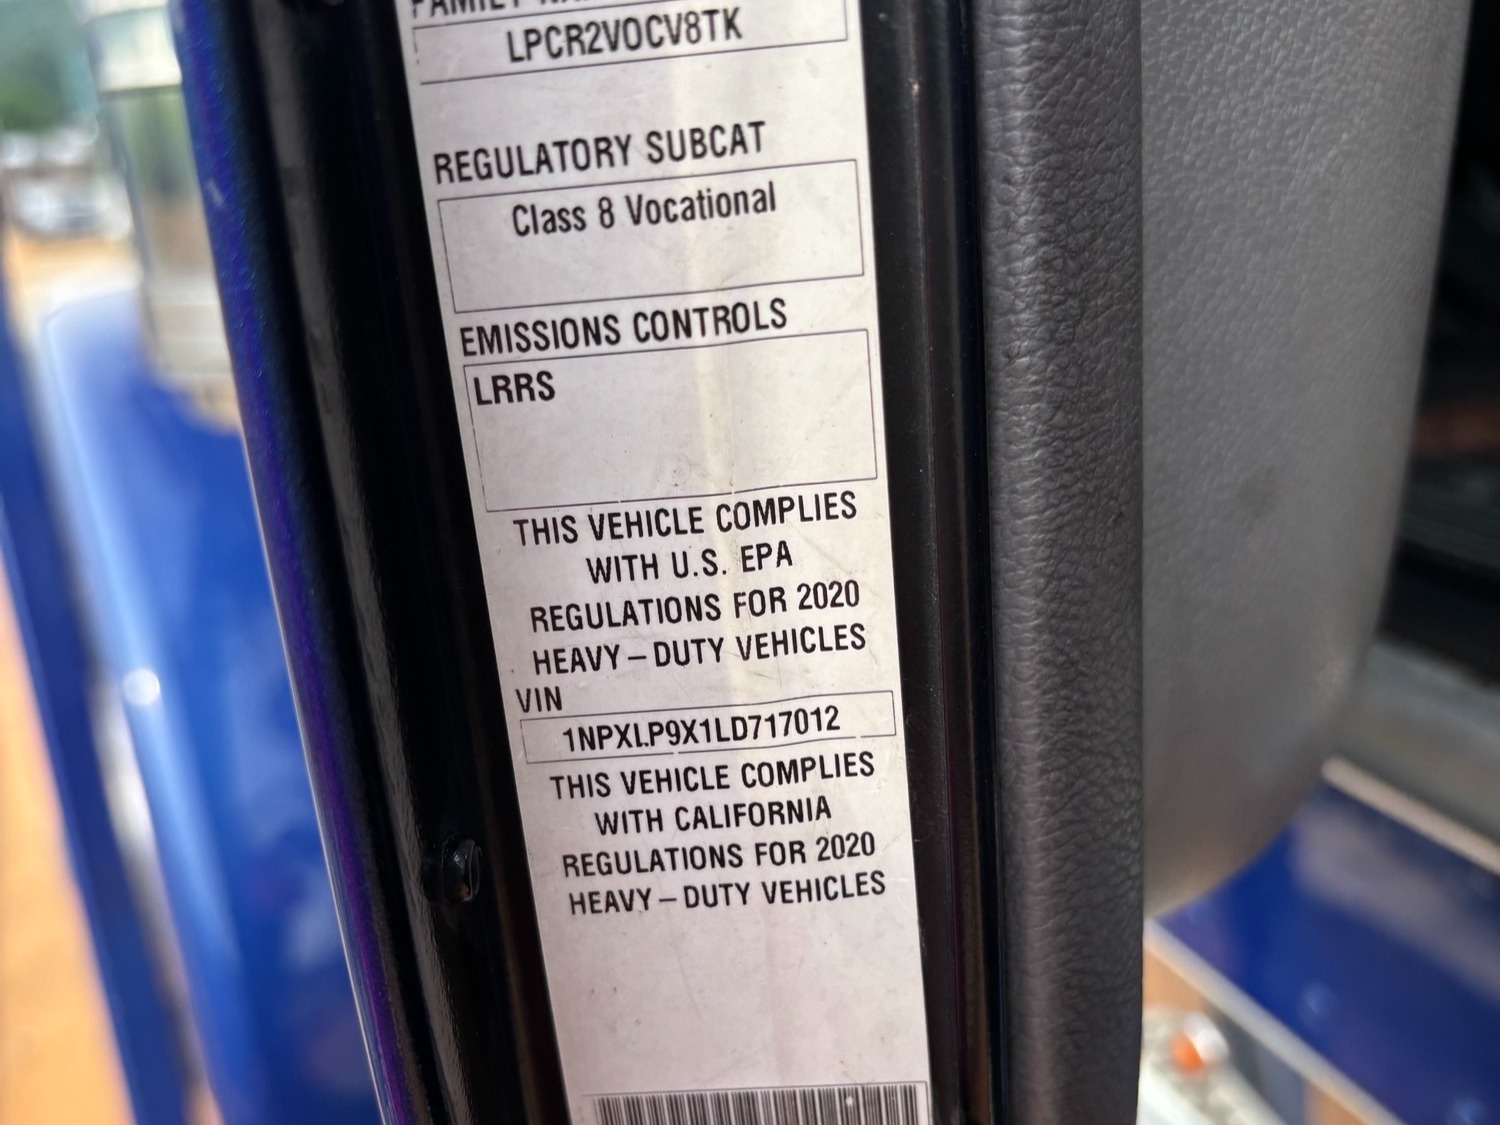 FAMILY
LPCR2VOCV8TK
REGULATORY SUBCAT
Class 8 Vocational
EMISSIONS CONTROLS
LRRS
THIS VEHICLE COMPLIES
WITH U.S. EPA
REGULATIONS FOR 2020
HEAVY–DUTY VEHICLES
VIN
1NPXLP9X1LD717012
THIS VEHICLE COMPLIES
WITH CALIFORNIA
REGULATIONS FOR 2020
HEAVY–DUTY VEHICLES